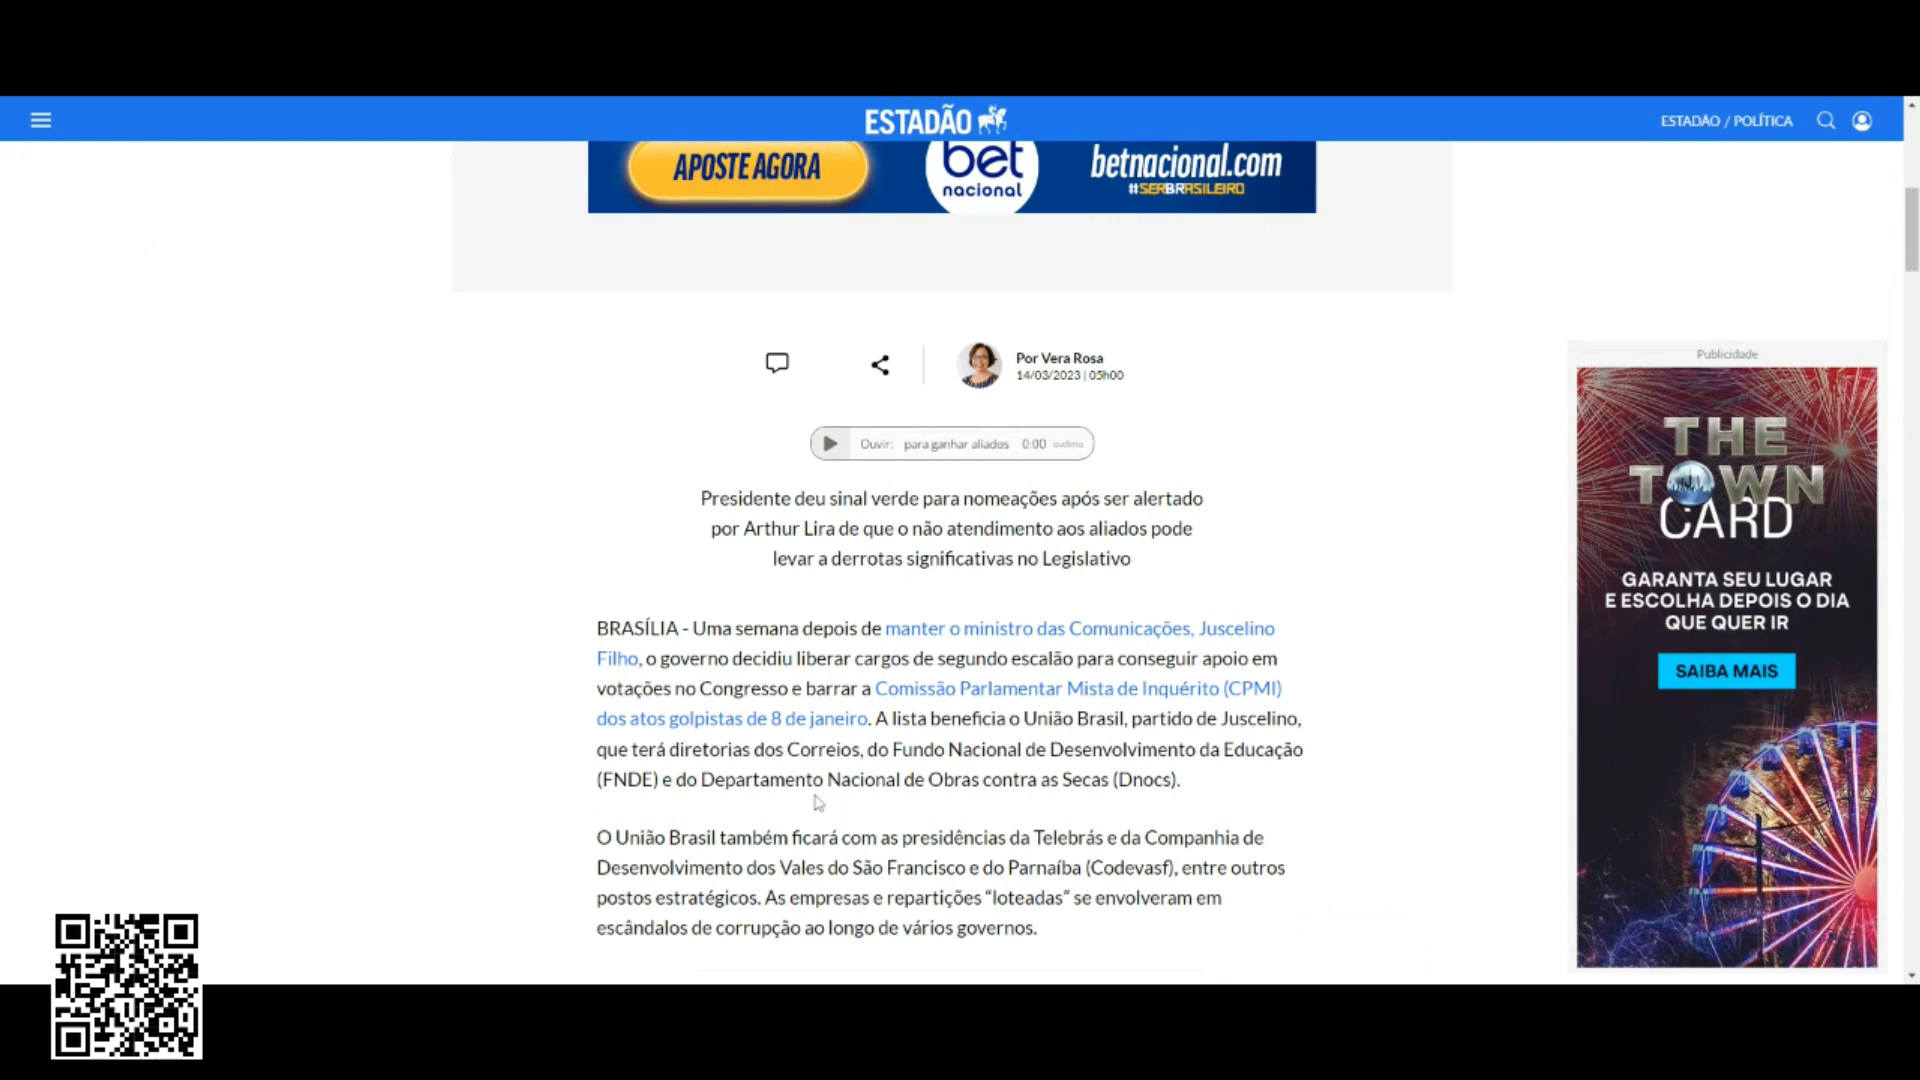 ESTADÃO
ESTADÃO / POLÍTICA
APOSTE AGORA
bet
nacional
betnacional.com
#SERBRASILEIRO
Por Vera Rosa
14/03/2023 | 05h00
Publicidade
Ouvir: para ganhar aliados 0:00 audima
THE
TOWN
CARD
GARANTA SEU LUGAR
E ESCOLHA DEPOIS O DIA
QUE QUER IR
SAIBA MAIS
Presidente deu sinal verde para nomeações após ser alertado
por Arthur Lira de que o não atendimento aos aliados pode
levar a derrotas significativas no Legislativo
BRASÍLIA - Uma semana depois de manter o ministro das Comunicações, Juscelino
Filho, o governo decidiu liberar cargos de segundo escalão para conseguir apoio em
votações no Congresso e barrar a Comissão Parlamentar Mista de Inquérito (CPMI)
dos atos golpistas de 8 de janeiro. A lista beneficia o União Brasil, partido de Juscelino,
que terá diretorias dos Correios, do Fundo Nacional de Desenvolvimento da Educação
(FNDE) e do Departamento Nacional de Obras contra as Secas (Dnocs).
O União Brasil também ficará com as presidências da Telebrás e da Companhia de
Desenvolvimento dos Vales do São Francisco e do Parnaíba (Codevasf), entre outros
postos estratégicos. As empresas e repartições “loteadas” se envolveram em
escândalos de corrupção ao longo de vários governos.